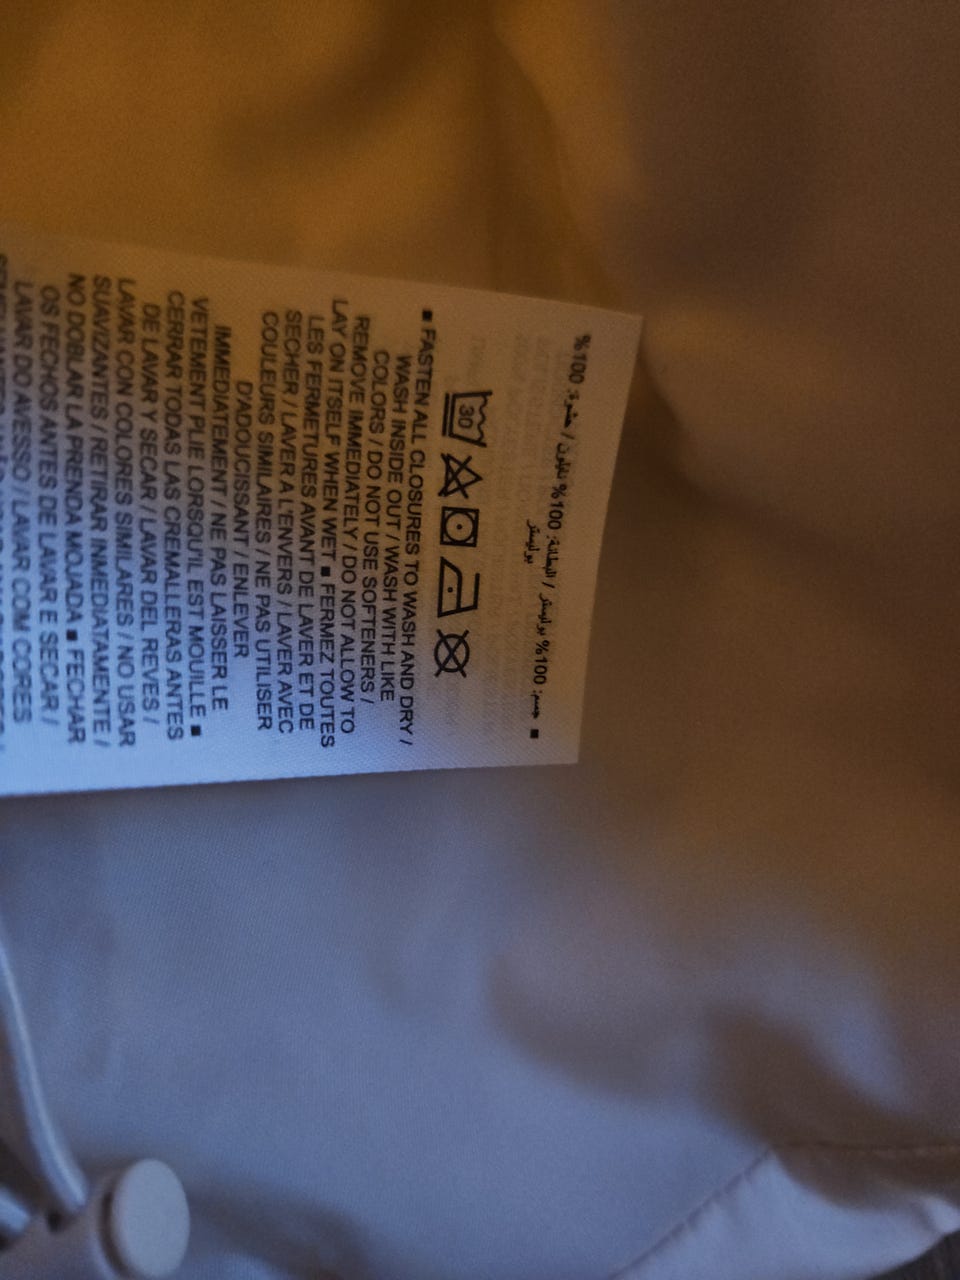 ■ جسم: 100% بوليستر / البطانة: 100% نايلون / حشوة: 100%
بوليستر
30
■ FASTEN ALL CLOSURES TO WASH AND DRY /
WASH INSIDE OUT / WASH WITH LIKE
COLORS / DO NOT USE SOFTENERS /
REMOVE IMMEDIATELY / DO NOT ALLOW TO
LAY ON ITSELF WHEN WET ■ FERMEZ TOUTES
LES FERMETURES AVANT DE LAVER ET DE
SECHER / LAVER A L'ENVERS / LAVER AVEC
COULEURS SIMILAIRES / NE PAS UTILISER
D'ADOUCISSANT / ENLEVER
IMMEDIATEMENT / NE PAS LAISSER LE
VETEMENT PLIE LORSQU'IL EST MOUILLE ■
CERRAR TODAS LAS CREMALLERAS ANTES
DE LAVAR Y SECAR / LAVAR DEL REVES /
LAVAR CON COLORES SIMILARES / NO USAR
SUAVIZANTES / RETIRAR INMEDIATAMENTE /
NO DOBLAR LA PRENDA MOJADA ■ FECHAR
OS FECHOS ANTES DE LAVAR E SECAR /
LAVAR DO AVESSO / LAVAR COM CORES